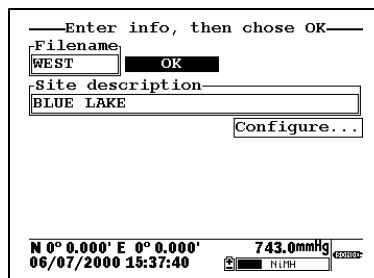 Enter info, then chose OK
Filename
WEST OK
Site description
BLUE LAKE
Configure...
N 0° 0.000' E 0° 0.000' 743.0mmHg
06/07/2000 15:37:40 NiMH SONDE